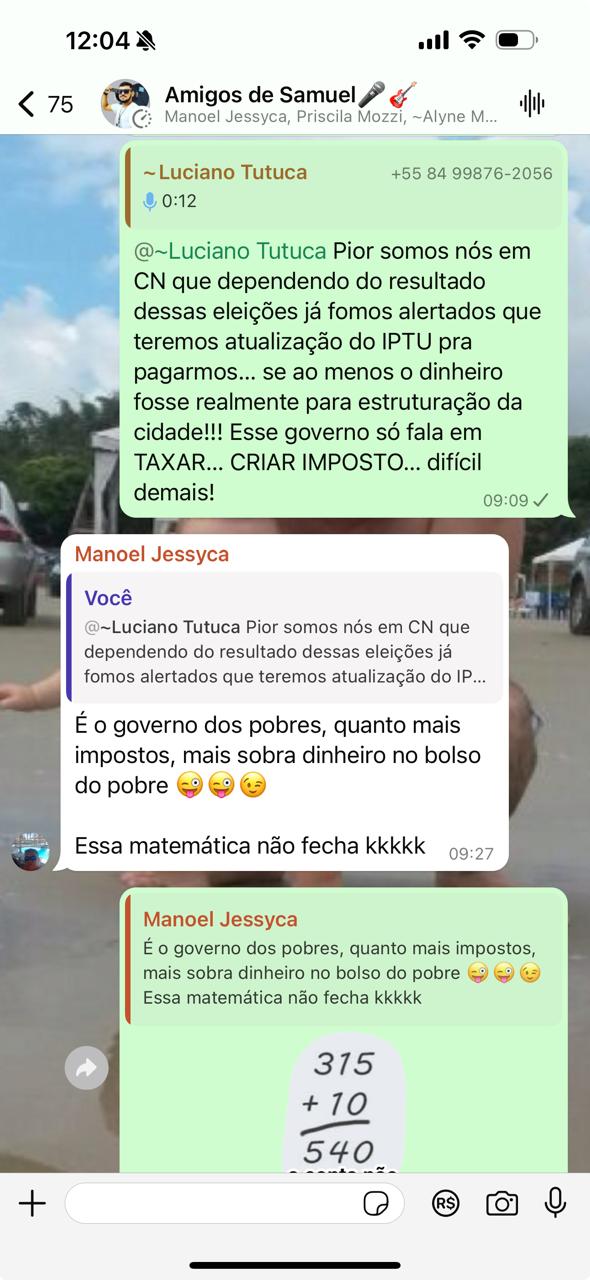 12:04
75
Amigos de Samuel🎤🎸
Manoel Jessyca, Priscila Mozzi, ~Alyne M...
~Luciano Tutuca +55 84 99876-2056
0:12
@~Luciano Tutuca Pior somos nós em
CN que dependendo do resultado
dessas eleições já fomos alertados que
teremos atualização do IPTU pra
pagarmos... se ao menos o dinheiro
fosse realmente para estruturação da
cidade!!! Esse governo só fala em
TAXAR... CRIAR IMPOSTO... difícil
demais!
09:09
Manoel Jessyca
Você
@~Luciano Tutuca Pior somos nós em CN que
dependendo do resultado dessas eleições já
fomos alertados que teremos atualização do IP...
É o governo dos pobres, quanto mais
impostos, mais sobra dinheiro no bolso
do pobre 😜😜😉
Essa matemática não fecha kkkkk
09:27
Manoel Jessyca
É o governo dos pobres, quanto mais impostos,
mais sobra dinheiro no bolso do pobre 😜😜😉
Essa matemática não fecha kkkkk
315
+ 10
540
R$